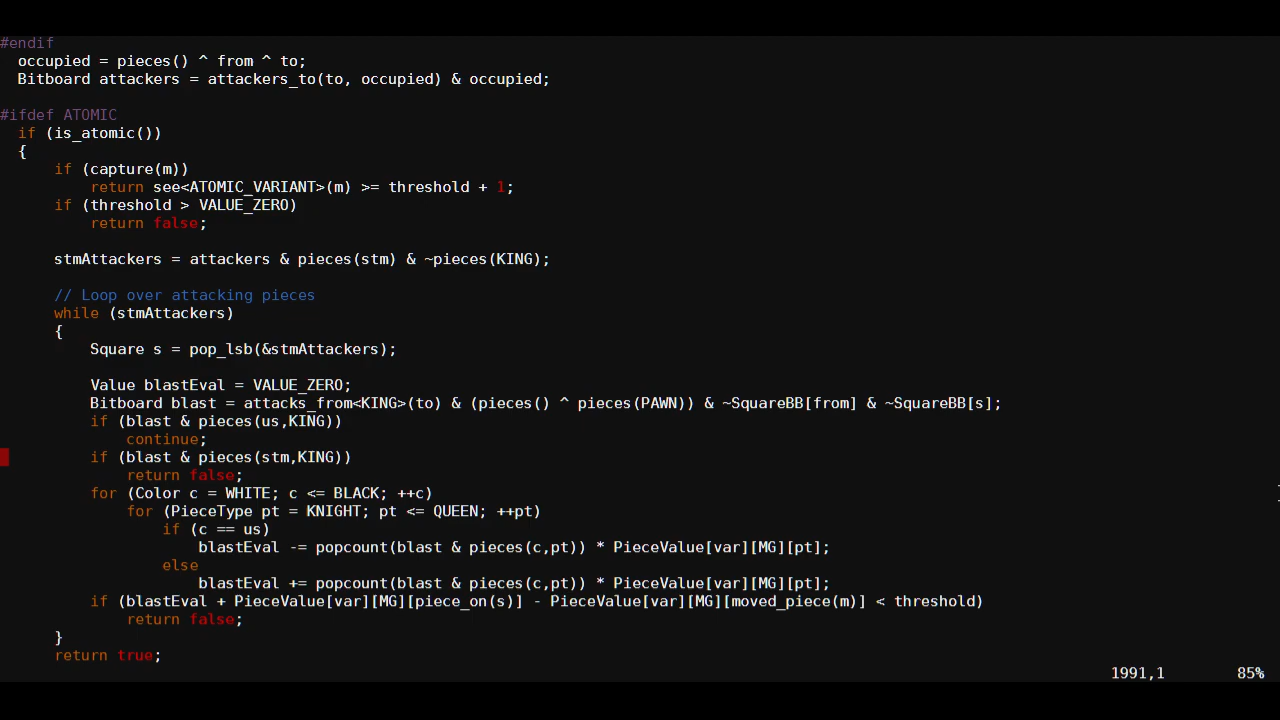 #endif
  occupied = pieces() ^ from ^ to;
  Bitboard attackers = attackers_to(to, occupied) & occupied;

#ifdef ATOMIC
  if (is_atomic())
  {
      if (capture(m))
          return see<ATOMIC_VARIANT>(m) >= threshold + 1;
      if (threshold > VALUE_ZERO)
          return false;

      stmAttackers = attackers & pieces(stm) & ~pieces(KING);

      // Loop over attacking pieces
      while (stmAttackers)
      {
          Square s = pop_lsb(&stmAttackers);

          Value blastEval = VALUE_ZERO;
          Bitboard blast = attacks_from<KING>(to) & (pieces() ^ pieces(PAWN)) & ~SquareBB[from] & ~SquareBB[s];
          if (blast & pieces(us,KING))
              continue;
          if (blast & pieces(stm,KING))
              return false;
          for (Color c = WHITE; c <= BLACK; ++c)
              for (PieceType pt = KNIGHT; pt <= QUEEN; ++pt)
                  if (c == us)
                      blastEval -= popcount(blast & pieces(c,pt)) * PieceValue[var][MG][pt];
                  else
                      blastEval += popcount(blast & pieces(c,pt)) * PieceValue[var][MG][pt];
          if (blastEval + PieceValue[var][MG][piece_on(s)] - PieceValue[var][MG][moved_piece(m)] < threshold)
              return false;
      }
      return true;
1991,1 85%